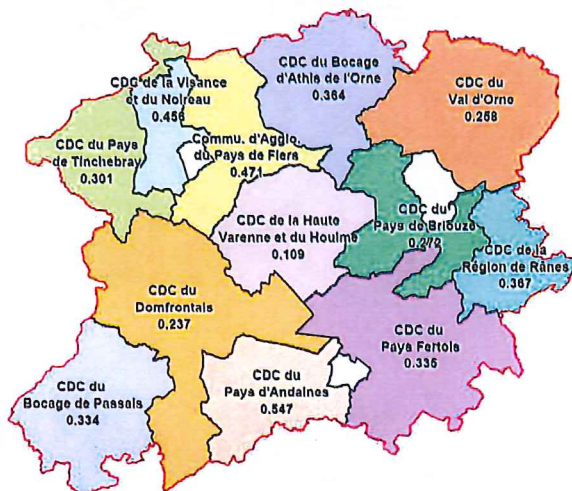 CDC de la Visance
et du Noireau
0.456
CDC du Bocage
d'Athis de l'Orne
0.364
CDC du
Val d'Orne
0.258
CDC du Pays
de Tinchebray
0.301
Commu. d'Agglo.
du Pays de Flers
0.471
CDC de la Haute
Varenne et du Houlme
0.109
CDC du
Pays de Briouze
0.272
CDC de la
Région de Rânes
0.367
CDC du
Domfrontais
0.237
CDC du
Pays Fertois
0.335
CDC du
Bocage de Passais
0.334
CDC du
Pays d'Andaines
0.547